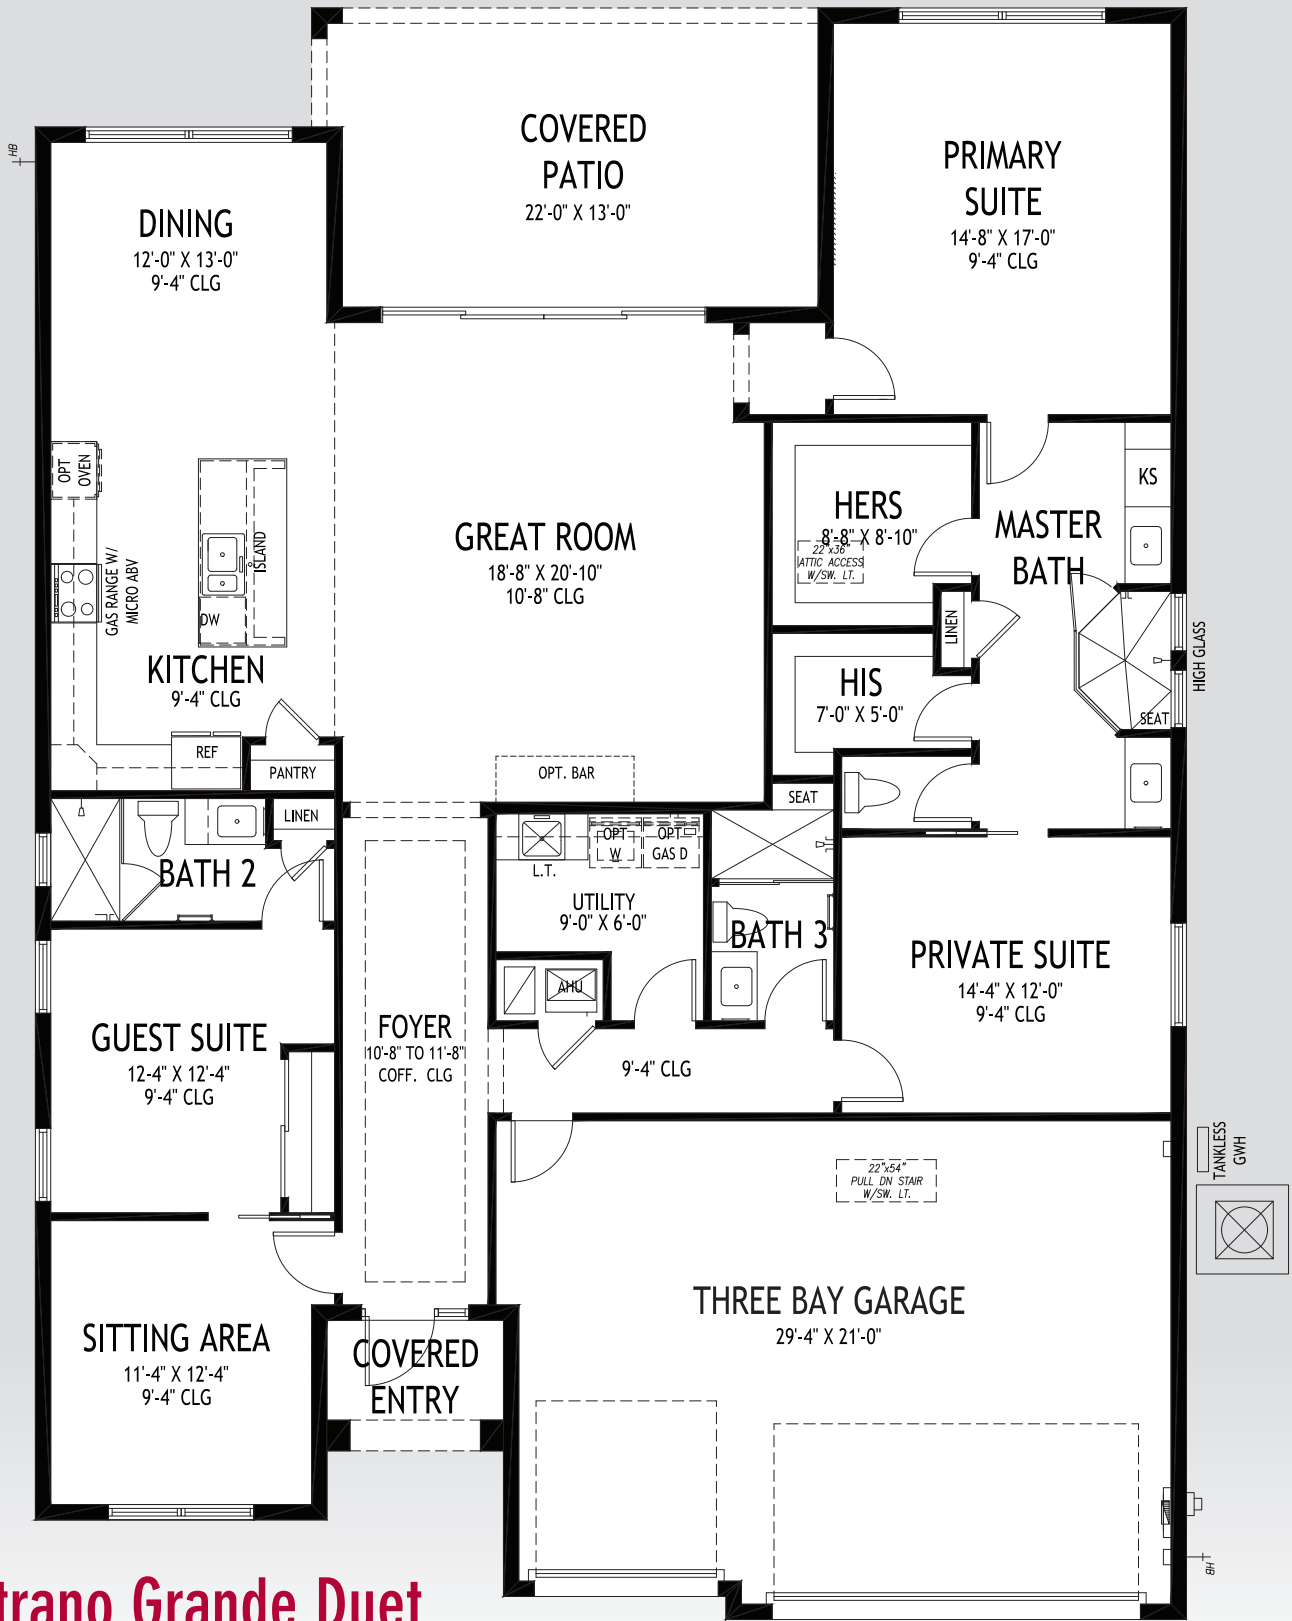 COVERED
PATIO
22'-0" X 13'-0"
PRIMARY
SUITE
14'-8" X 17'-0"
9'-4" CLG
HB
DINING
12'-0" X 13'-0"
9'-4" CLG
OPT
OVEN
GAS RANGE W/
MICRO ABV
ISLAND
DW
KITCHEN
9'-4" CLG
REF
PANTRY
GREAT ROOM
18'-8" X 20'-10"
10'-8" CLG
OPT. BAR
HERS
8'-8" X 8'-10"
22"x36"
ATTIC ACCESS
W/SW. LT.
MASTER
BATH
KS
LINEN
HIS
7'-0" X 5'-0"
HIGH GLASS
SEAT
SEAT
LINEN
BATH 2
L.T.
OPT
W
OPT
GAS D
UTILITY
9'-0" X 6'-0"
BATH 3
PRIVATE SUITE
14'-4" X 12'-0"
9'-4" CLG
AHU
GUEST SUITE
12-4" X 12'-4"
9'-4" CLG
FOYER
10'-8" TO 11'-8"
COFF. CLG
9'-4" CLG
TANKLESS
GWH
22"x54"
PULL DN STAIR
W/SW. LT.
THREE BAY GARAGE
29'-4" X 21'-0"
SITTING AREA
11'-4" X 12'-4"
9'-4" CLG
COVERED
ENTRY
HB
trano Grande Duet